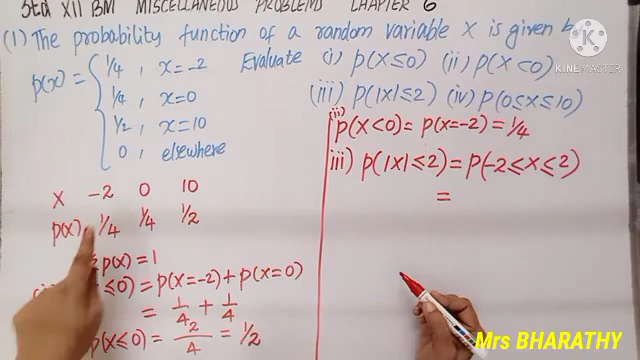 Std XII BM MISCELLANEOUS PROBLEMS CHAPTER 6
(1) The probability function of a random variable X is given b
p(x) = { 1/4 , x=-2
1/4 , x=0
1/2 , x=10
0 , elsewhere
Evaluate (i) P(X≤0) (ii) P(X<0)
(iii) P(|X|≤2) (iv) P(0≤X≤10)
X -2 0 10
p(x) 1/4 1/4 1/2
p(x) = 1
≤0) = p(X=-2) + p(X=0)
= 1/4 + 1/4
p(X≤0) = 2/4 = 1/2
(ii) P(X<0) = P(X=-2) = 1/4
iii) P(|X|≤2) = P(-2≤X≤2)
=
KINEMASTER
Mrs BHARATHY